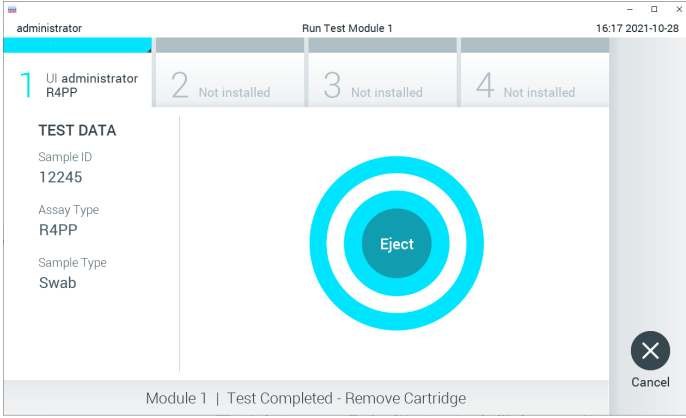 administrator
Run Test Module 1
16:17 2021-10-28
1
UI administrator
R4PP
2 Not installed
3 Not installed
4 Not installed
TEST DATA
Sample ID
12245
Assay Type
R4PP
Sample Type
Swab
Eject
Cancel
Module 1 | Test Completed - Remove Cartridge